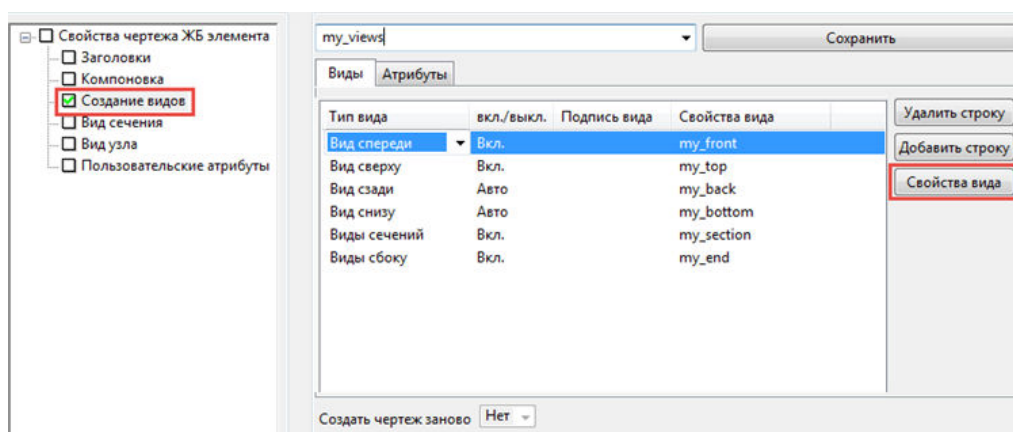 Свойства чертежа ЖБ элемента
Заголовки
Компоновка
Создание видов
Вид сечения
Вид узла
Пользовательские атрибуты
my_views
Сохранить
Виды Атрибуты
Тип вида вкл./выкл. Подпись вида Свойства вида
Вид спереди Вкл. my_front
Вид сверху Вкл. my_top
Вид сзади Авто my_back
Вид снизу Авто my_bottom
Виды сечений Вкл. my_section
Виды сбоку Вкл. my_end
Удалить строку
Добавить строку
Свойства вида
Создать чертеж заново Нет